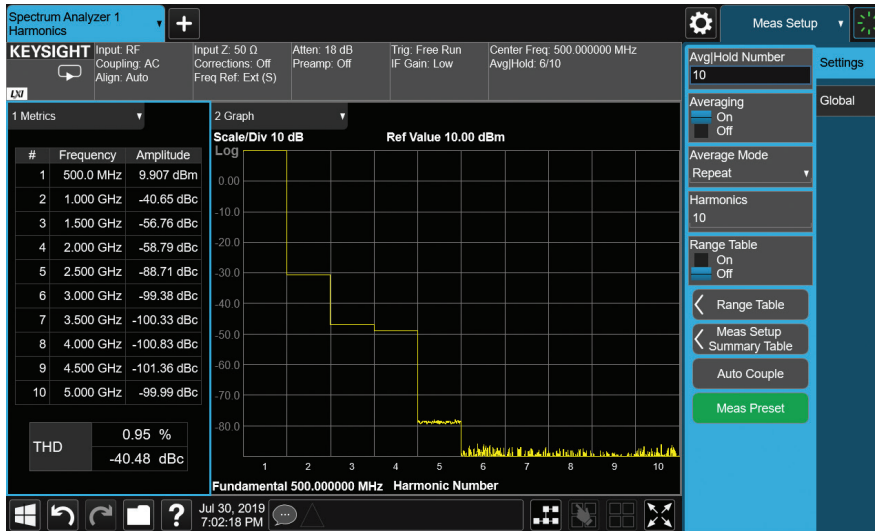 Spectrum Analyzer 1
Harmonics
+
Meas Setup
KEYSIGHT
LXI
Input: RF
Coupling: AC
Align: Auto
Input Z: 50 Ω
Corrections: Off
Freq Ref: Ext (S)
Atten: 18 dB
Preamp: Off
Trig: Free Run
IF Gain: Low
Center Freq: 500.000000 MHz
Avg|Hold: 6/10
1 Metrics
# Frequency Amplitude
1 500.0 MHz 9.907 dBm
2 1.000 GHz -40.65 dBc
3 1.500 GHz -56.76 dBc
4 2.000 GHz -58.79 dBc
5 2.500 GHz -88.71 dBc
6 3.000 GHz -99.38 dBc
7 3.500 GHz -100.33 dBc
8 4.000 GHz -100.83 dBc
9 4.500 GHz -101.36 dBc
10 5.000 GHz -99.99 dBc
THD
0.95 %
-40.48 dBc
2 Graph
Scale/Div 10 dB
Ref Value 10.00 dBm
Log
0.00
-10.0
-20.0
-30.0
-40.0
-50.0
-60.0
-70.0
-80.0
1 2 3 4 5 6 7 8 9 10
Fundamental 500.000000 MHz Harmonic Number
Avg|Hold Number
10
Averaging
On
Off
Average Mode
Repeat
Harmonics
10
Range Table
On
Off
Range Table
Meas Setup
Summary Table
Auto Couple
Meas Preset
Settings
Global
?
Jul 30, 2019
7:02:18 PM